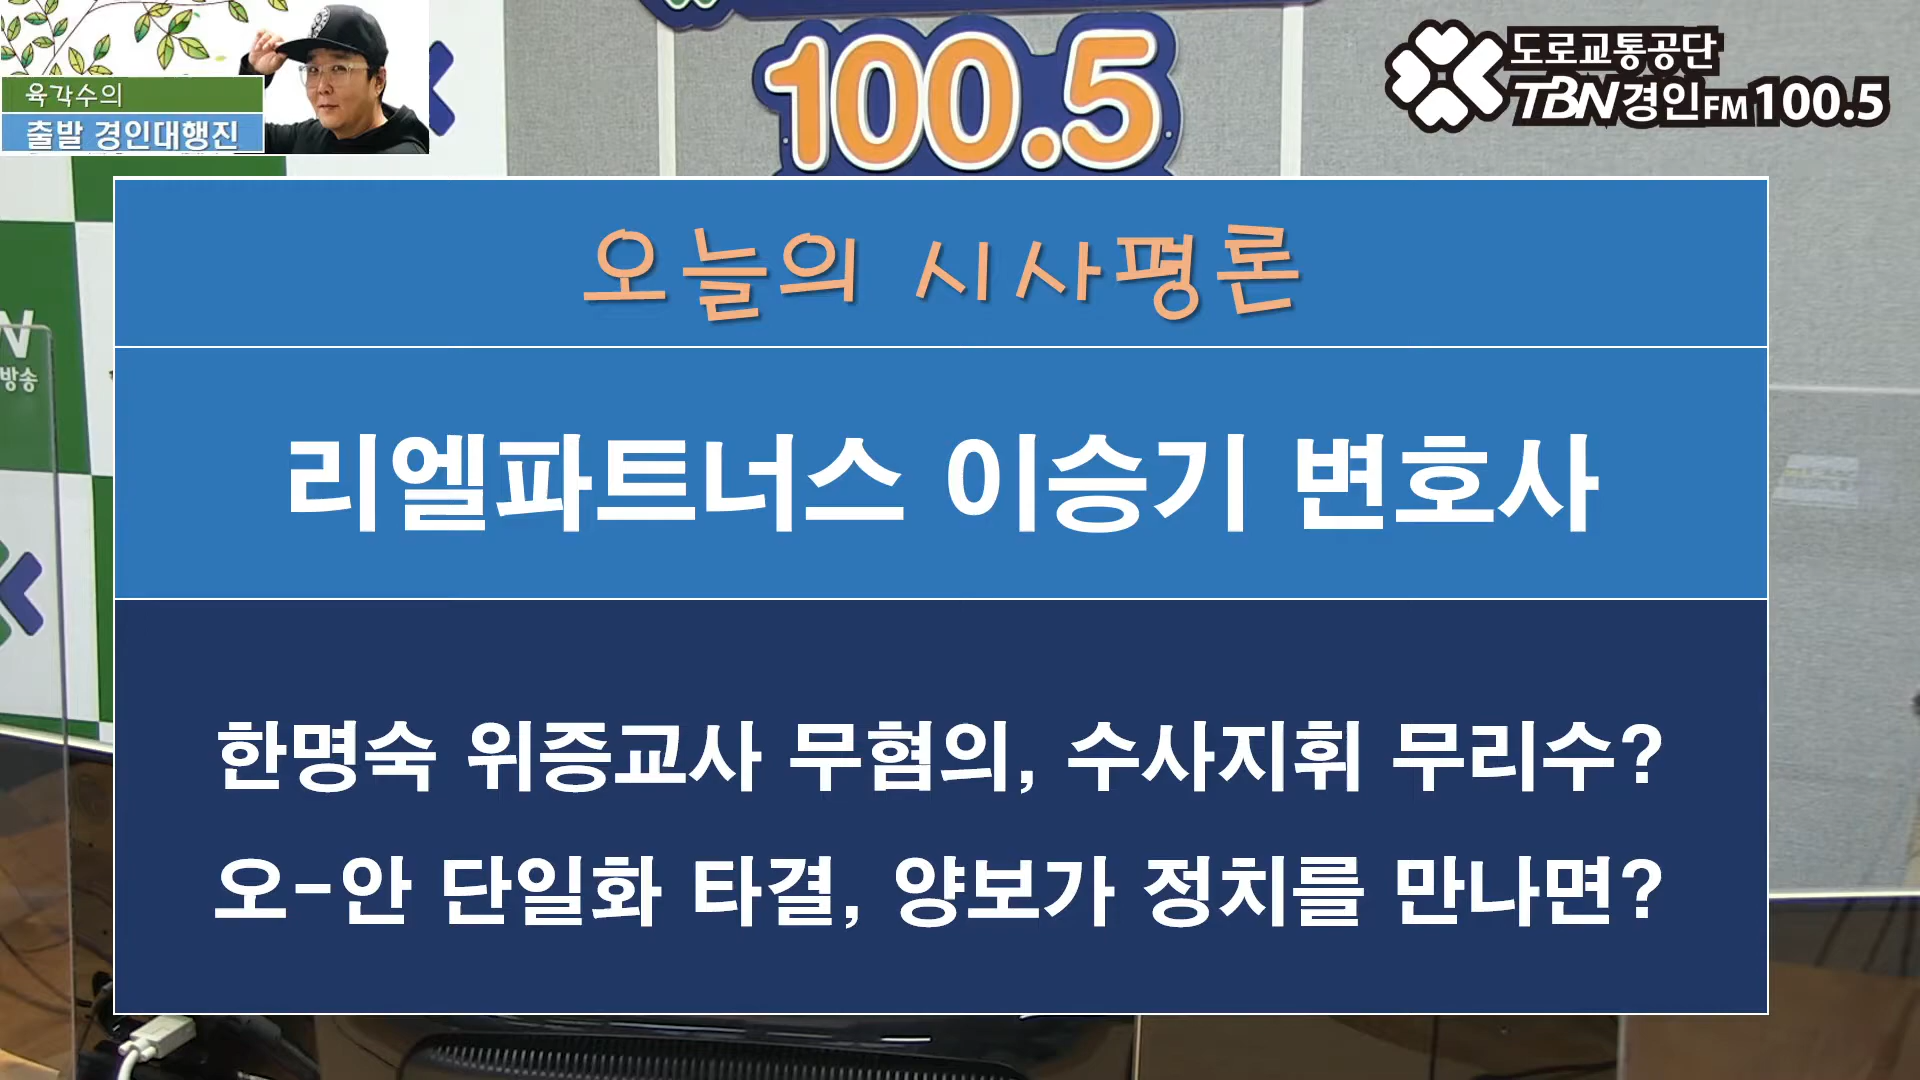 육각수의
출발 경인대행진
100.5
도로교통공단
TBN경인FM100.5
오늘의 시사평론
리엘파트너스 이승기 변호사
방송
한명숙 위증교사 무혐의, 수사지휘 무리수?
오-안 단일화 타결, 양보가 정치를 만나면?